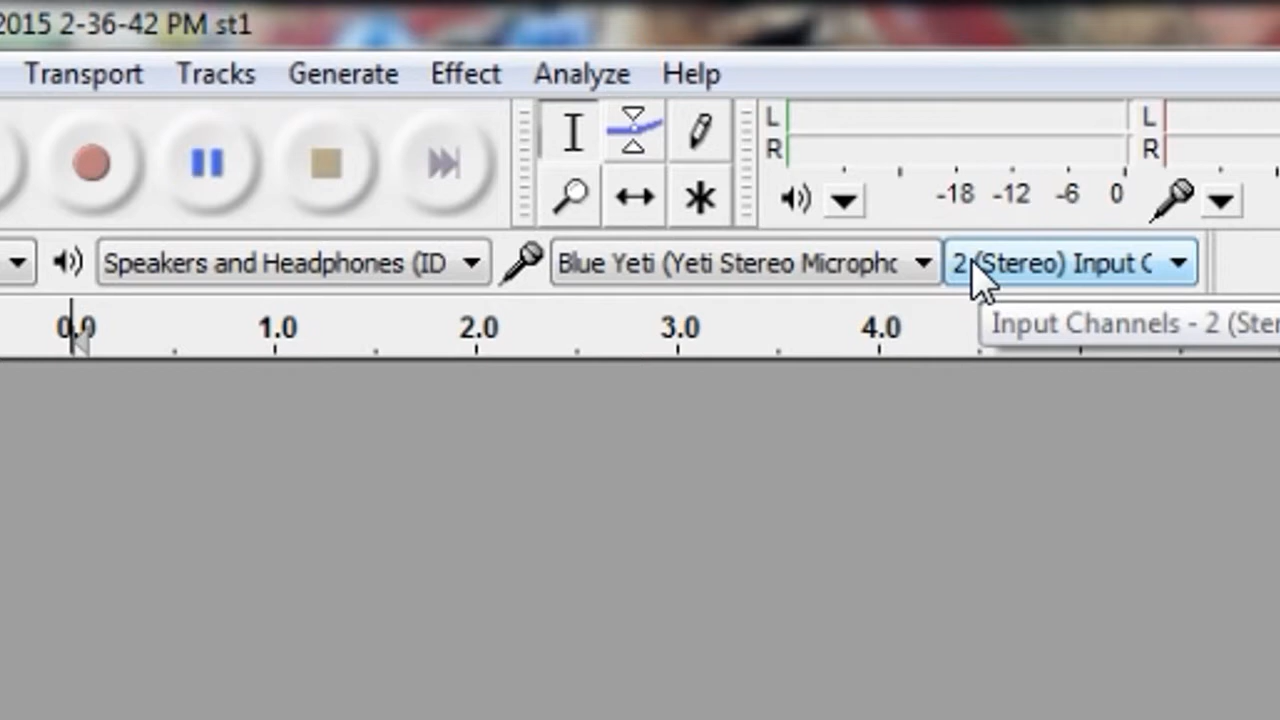 2015 2-36-42 PM st1
Transport Tracks Generate Effect Analyze Help
L L
R R
-18 -12 -6 0
Speakers and Headphones (ID Blue Yeti (Yeti Stereo Microphc 2 (Stereo) Input C
0.0 1.0 2.0 3.0 4.0
Input Channels - 2 (Ster